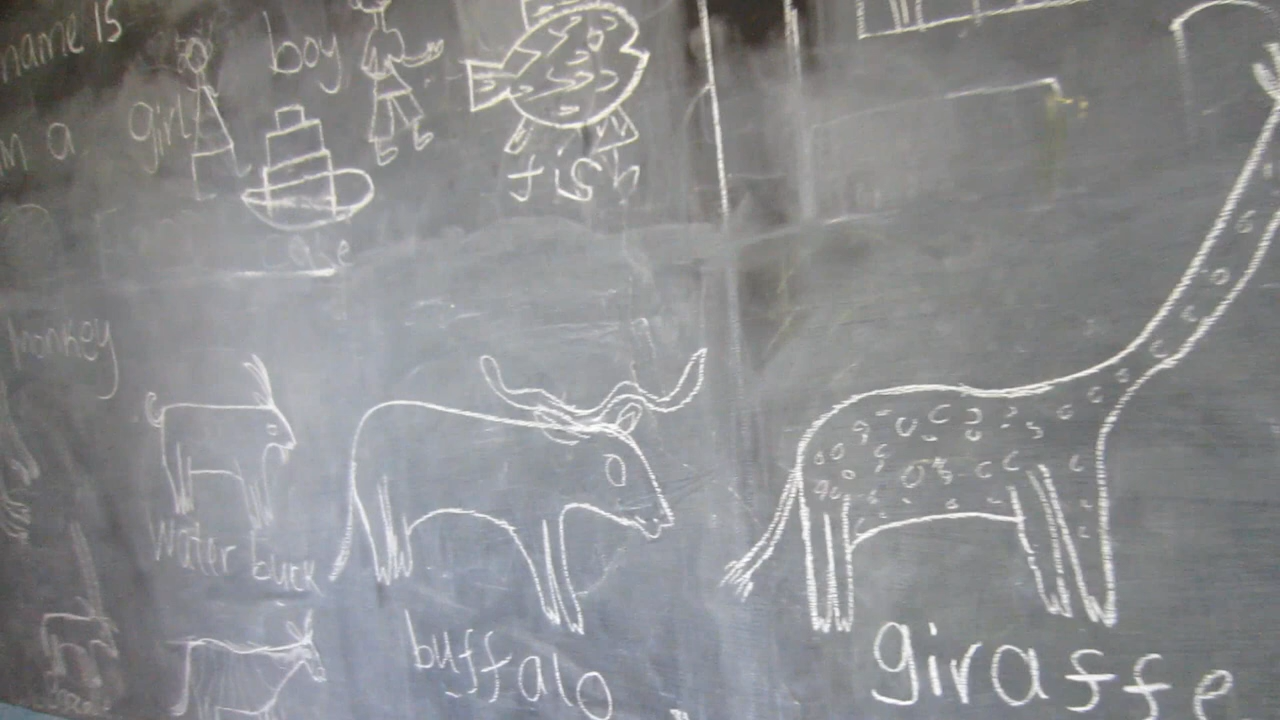 name is
boy
m a girl
fish
monkey
Water buck
buffalo
giraffe